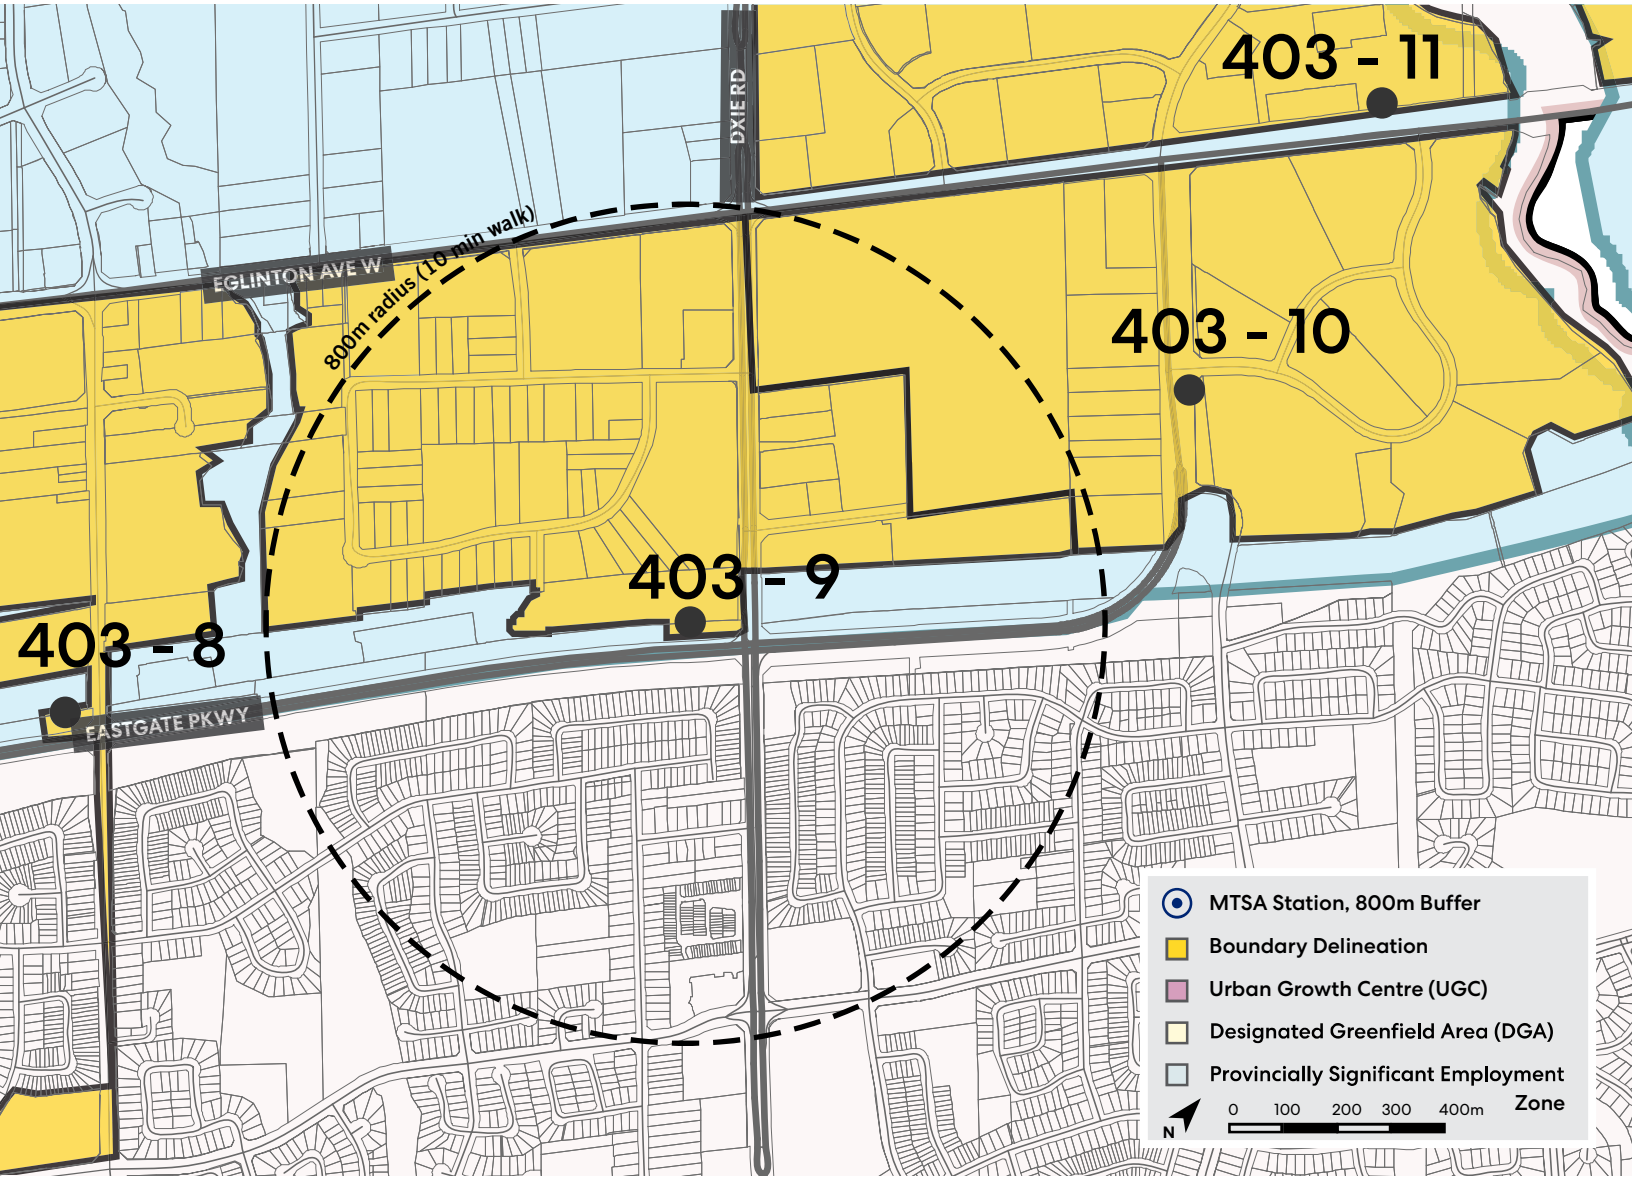 403 - 11
DIXIE RD
800m radius (10 min walk)
EGLINTON AVE W
403 - 10
403 - 9
403 - 8
EASTGATE PKWY
MTSA Station, 800m Buffer
Boundary Delineation
Urban Growth Centre (UGC)
Designated Greenfield Area (DGA)
Provincially Significant Employment
Zone
N
0 100 200 300 400m